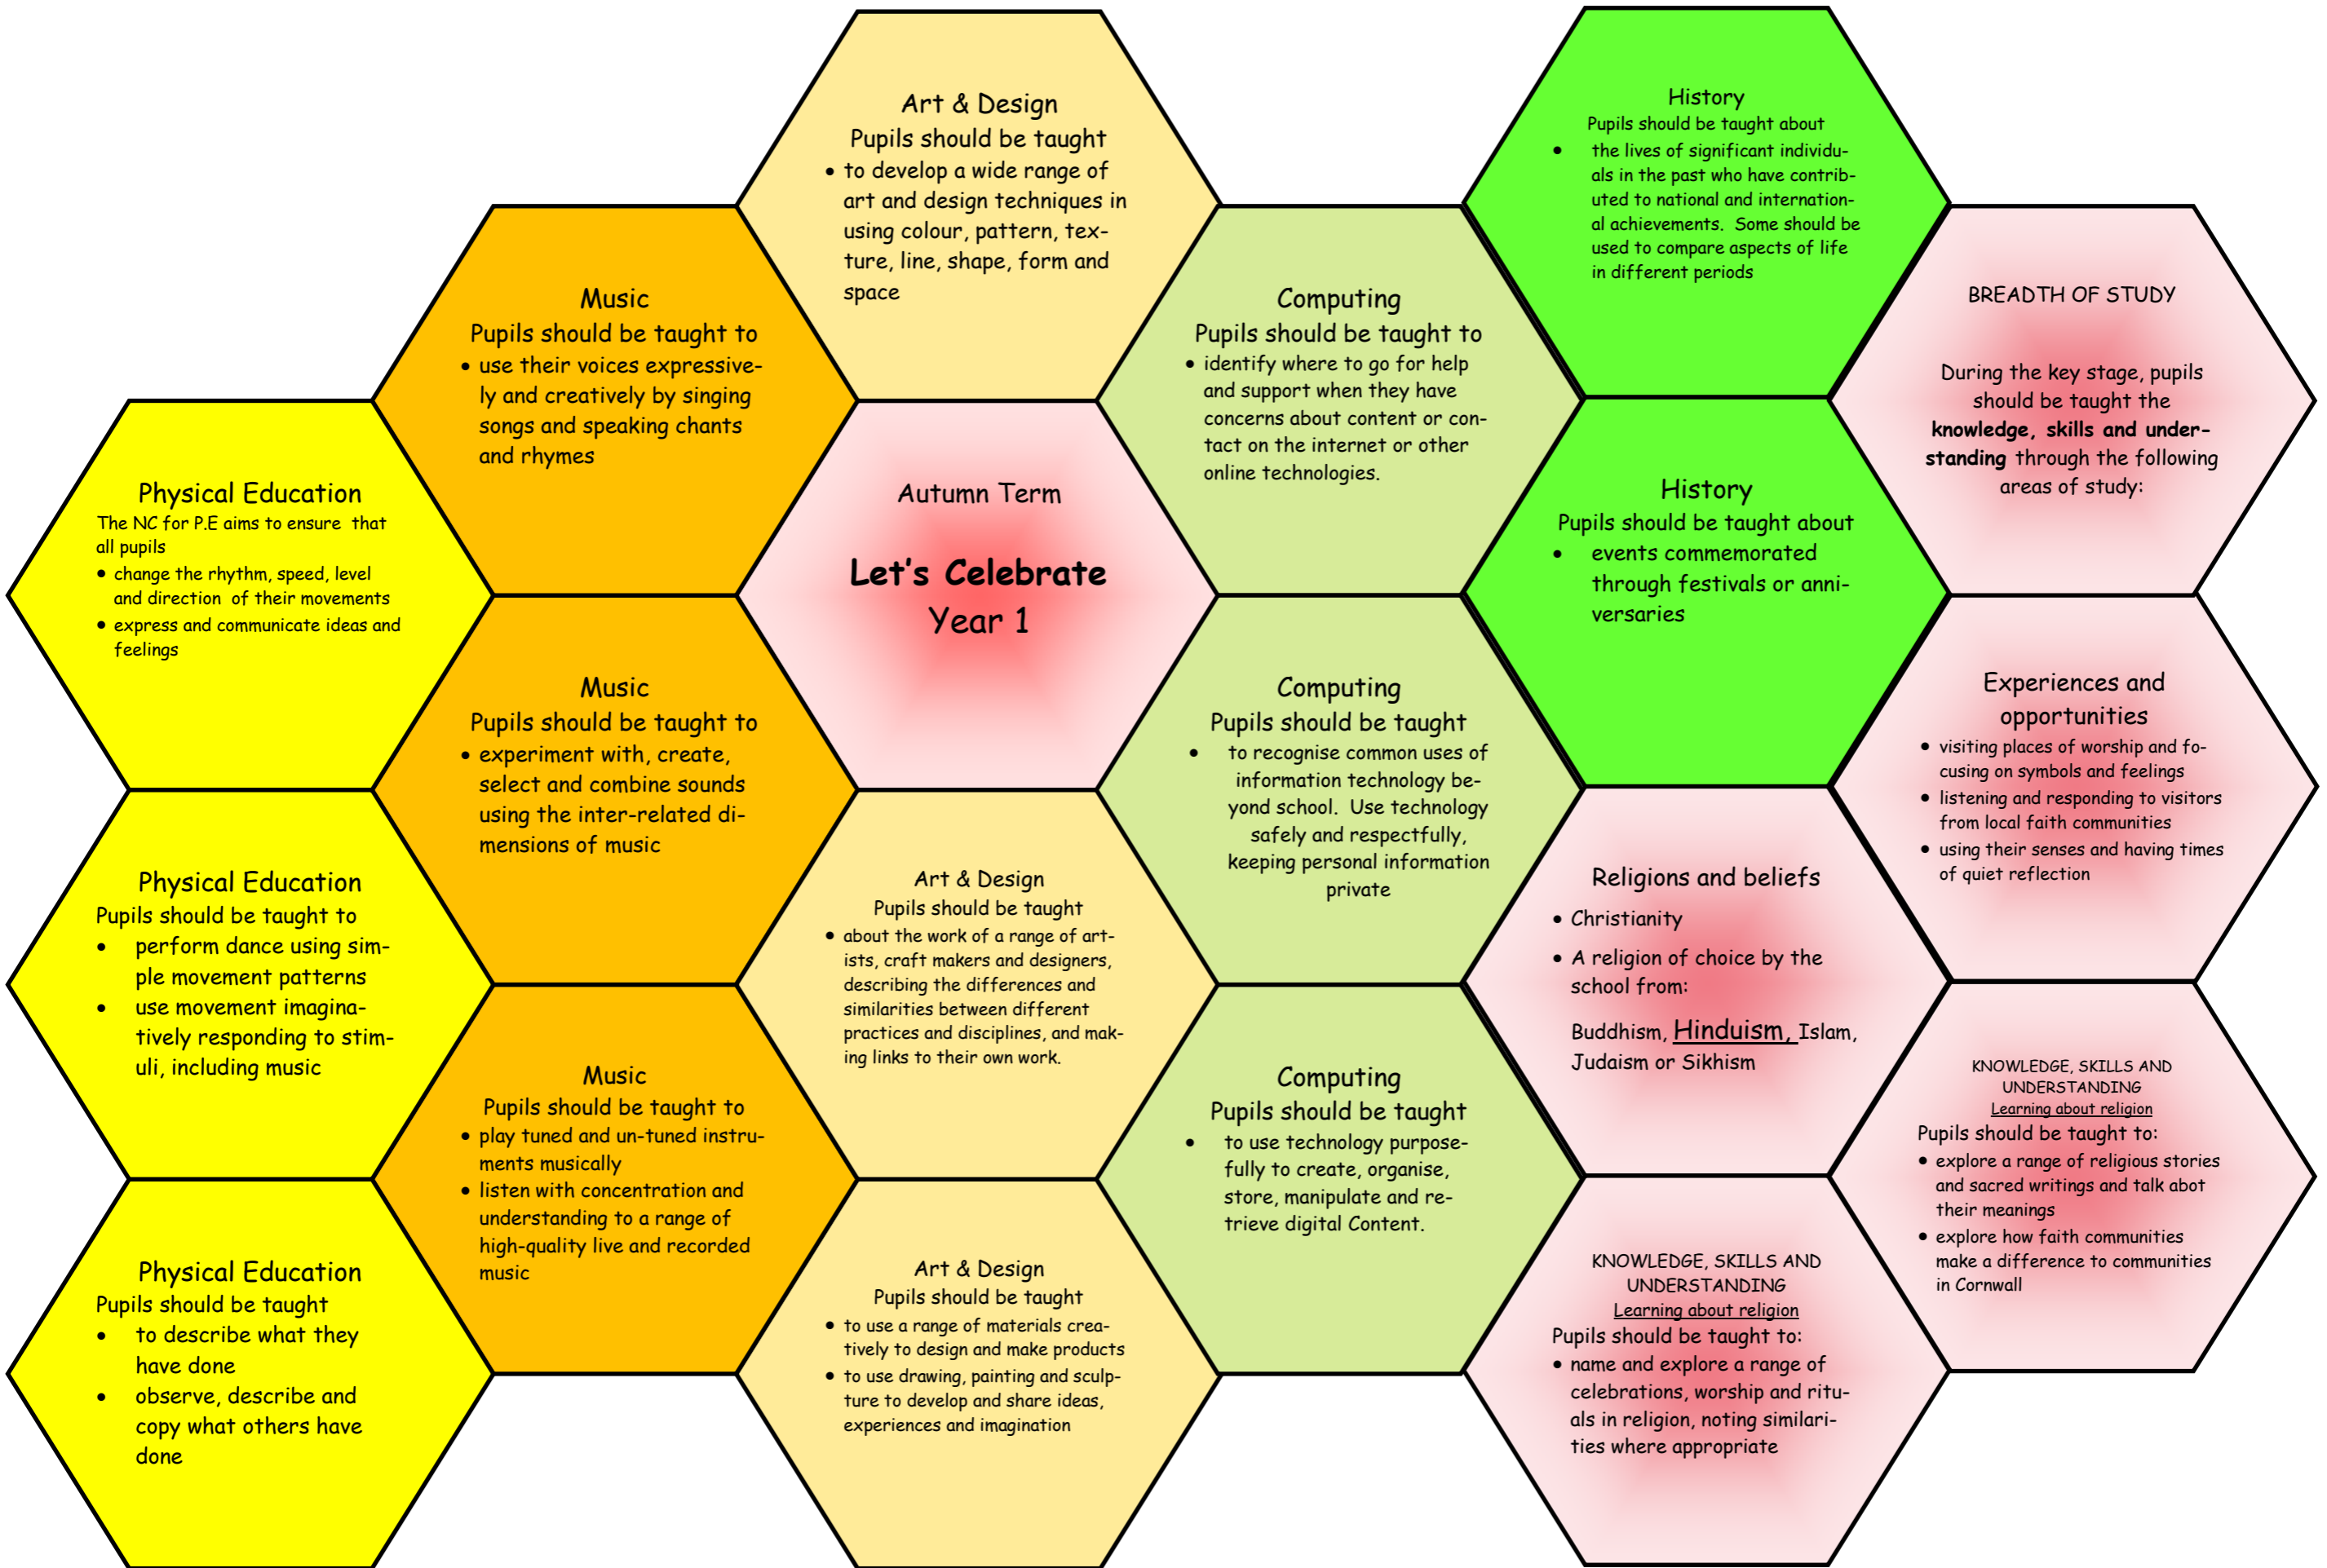 Physical Education
The NC for P.E aims to ensure  that
all pupils
• change the rhythm, speed, level
and direction  of their movements
• express and communicate ideas and
feelings
Physical Education
Pupils should be taught to
• perform dance using sim-
ple movement patterns
• use movement imagina-
tively responding to stim-
uli, including music
Physical Education
Pupils should be taught
• to describe what they
have done
• observe, describe and
copy what others have
done
Music
Pupils should be taught to
• use their voices expressive-
ly and creatively by singing
songs and speaking chants
and rhymes
Music
Pupils should be taught to
• experiment with, create,
select and combine sounds
using the inter-related di-
mensions of music
Music
Pupils should be taught to
• play tuned and un-tuned instru-
ments musically
• listen with concentration and
understanding to a range of
high-quality live and recorded
music
Art & Design
Pupils should be taught
• to develop a wide range of
art and design techniques in
using colour, pattern, tex-
ture, line, shape, form and
space
Autumn Term
Let's Celebrate
Year 1
Art & Design
Pupils should be taught
• about the work of a range of art-
ists, craft makers and designers,
describing the differences and
similarities between different
practices and disciplines, and mak-
ing links to their own work.
Art & Design
Pupils should be taught
• to use a range of materials crea-
tively to design and make products
• to use drawing, painting and sculp-
ture to develop and share ideas,
experiences and imagination
Computing
Pupils should be taught to
• identify where to go for help
and support when they have
concerns about content or con-
tact on the internet or other
online technologies.
Computing
Pupils should be taught
• to recognise common uses of
information technology be-
yond school.  Use technology
safely and respectfully,
keeping personal information
private
Computing
Pupils should be taught
• to use technology purpose-
fully to create, organise,
store, manipulate and re-
trieve digital Content.
History
Pupils should be taught about
• the lives of significant individu-
als in the past who have contrib-
uted to national and internation-
al achievements.  Some should be
used to compare aspects of life
in different periods
History
Pupils should be taught about
• events commemorated
through festivals or anni-
versaries
Religions and beliefs
• Christianity
• A religion of choice by the
school from:
Buddhism, Hinduism, Islam,
Judaism or Sikhism
KNOWLEDGE, SKILLS AND
UNDERSTANDING
Learning about religion
Pupils should be taught to:
• name and explore a range of
celebrations, worship and ritu-
als in religion, noting similari-
ties where appropriate
BREADTH OF STUDY
During the key stage, pupils
should be taught the
knowledge, skills and under-
standing through the following
areas of study:
Experiences and
opportunities
• visiting places of worship and fo-
cusing on symbols and feelings
• listening and responding to visitors
from local faith communities
• using their senses and having times
of quiet reflection
KNOWLEDGE, SKILLS AND
UNDERSTANDING
Learning about religion
Pupils should be taught to:
• explore a range of religious stories
and sacred writings and talk abot
their meanings
• explore how faith communities
make a difference to communities
in Cornwall